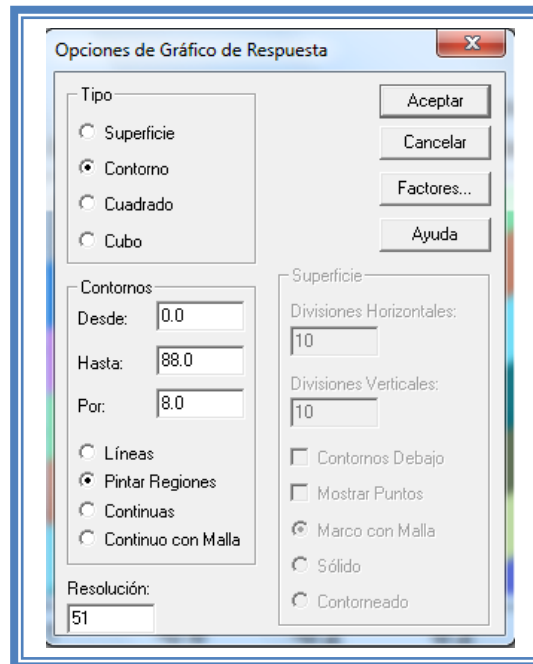 Opciones de Gráfico de Respuesta
Tipo
Superficie
Contorno
Cuadrado
Cubo
Aceptar
Cancelar
Factores...
Ayuda
Contornos
Desde: 0.0
Hasta: 88.0
Por: 8.0
Líneas
Pintar Regiones
Continuas
Continuo con Malla
Resolución:
51
Superficie
Divisiones Horizontales:
10
Divisiones Verticales:
10
Contornos Debajo
Mostrar Puntos
Marco con Malla
Sólido
Contorneado